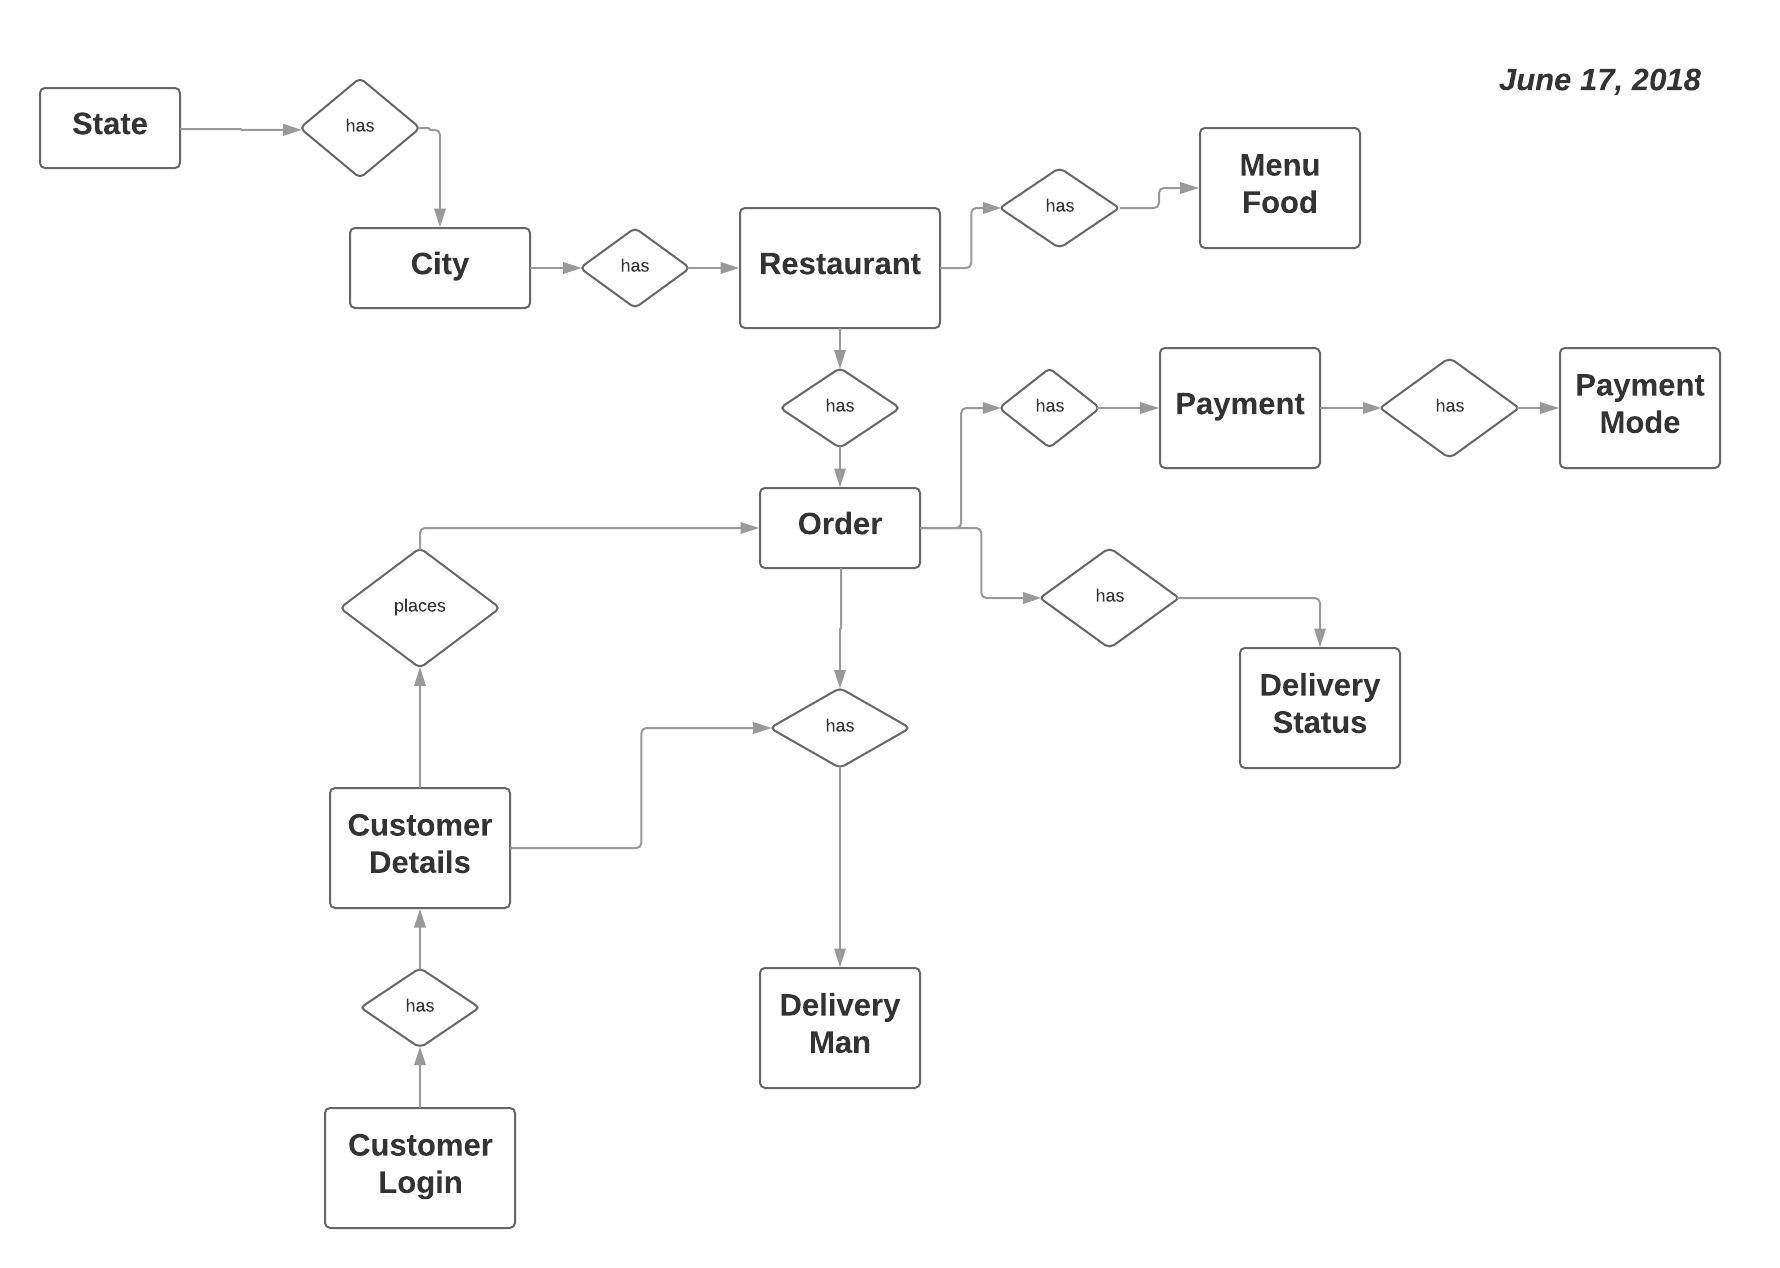 June 17, 2018
State
has
City
has
Restaurant
has
Menu
Food
has
Order
has
Payment
has
Payment
Mode
has
Delivery
Status
places
has
Customer
Details
has
Customer
Login
Delivery
Man